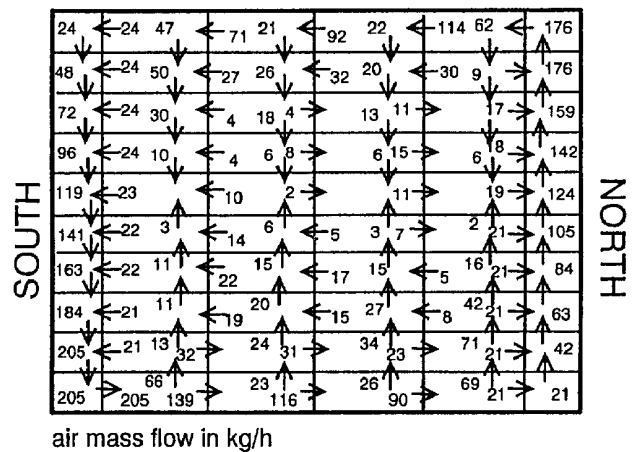 24 24 47 71 21 92 22 114 62 176
48 24 50 27 26 32 20 30 9 176
72 24 30 4 18 4 13 11 17 159
96 24 10 4 6 8 6 15 6 18 142
119 23 10 2 11 19 124
141 22 3 14 6 5 3 7 2 21 105
163 22 11 22 15 17 15 5 16 21 84
184 21 11 19 20 15 27 8 42 21 63
205 21 13 32 24 31 34 23 71 21 42
205 205 66 139 23 116 26 90 69 21 21
SOUTH
NORTH
air mass flow in kg/h